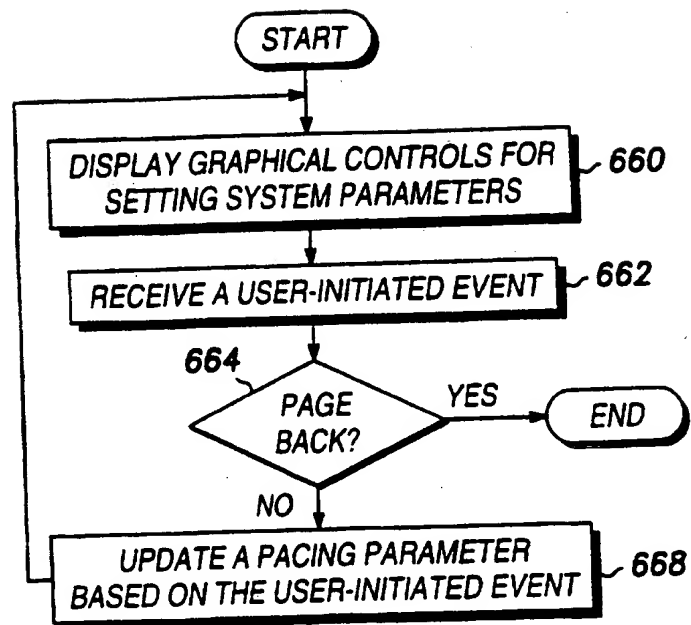 START
DISPLAY GRAPHICAL CONTROLS FOR
SETTING SYSTEM PARAMETERS
660
RECEIVE A USER-INITIATED EVENT
662
664
PAGE
BACK?
YES
END
NO
UPDATE A PACING PARAMETER
BASED ON THE USER-INITIATED EVENT
668